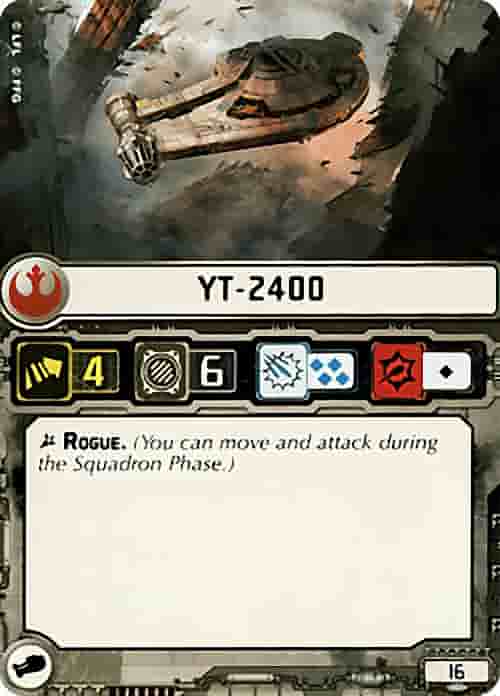 © LFL © FFG
YT-2400
4 6
Rogue. (You can move and attack during
the Squadron Phase.)
16